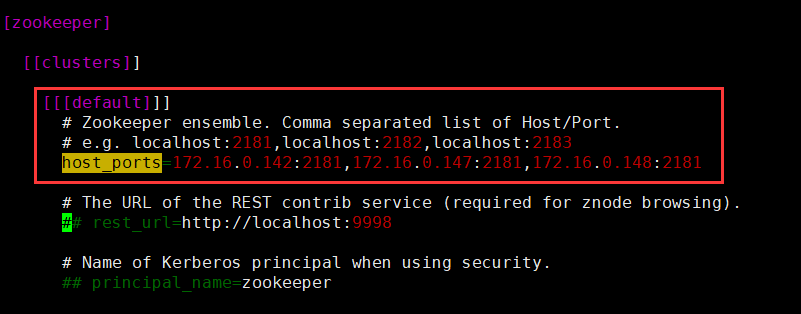 [zookeeper]
[[clusters]]
[[[default]]]
# Zookeeper ensemble. Comma separated list of Host/Port.
# e.g. localhost:2181,localhost:2182,localhost:2183
host_ports=172.16.0.142:2181,172.16.0.147:2181,172.16.0.148:2181
# The URL of the REST contrib service (required for znode browsing).
## rest_url=http://localhost:9998
# Name of Kerberos principal when using security.
## principal_name=zookeeper